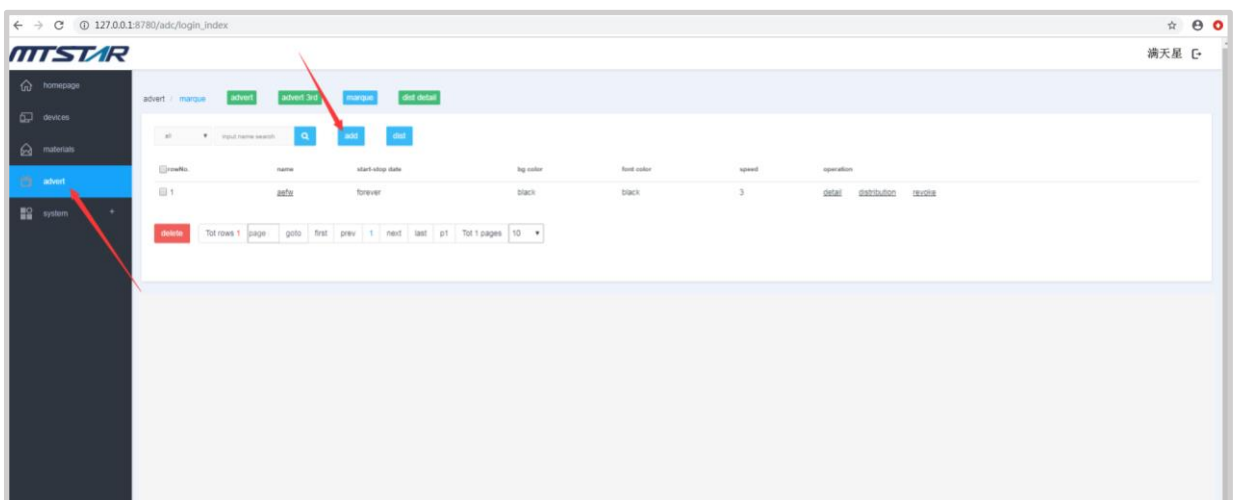 127.0.0.1:8780/adc/login_index
MTSTAR
满天星
homepage
devices
materials
advert
system +
advert / marque advert advert 3rd marque dist detail
all input name search add dist
rowNo. name start-stop date bg color font color speed operation
1 aefw forever black black 3 detail distribution revoke
delete Tot rows 1 page goto first prev 1 next last p1 Tot 1 pages 10